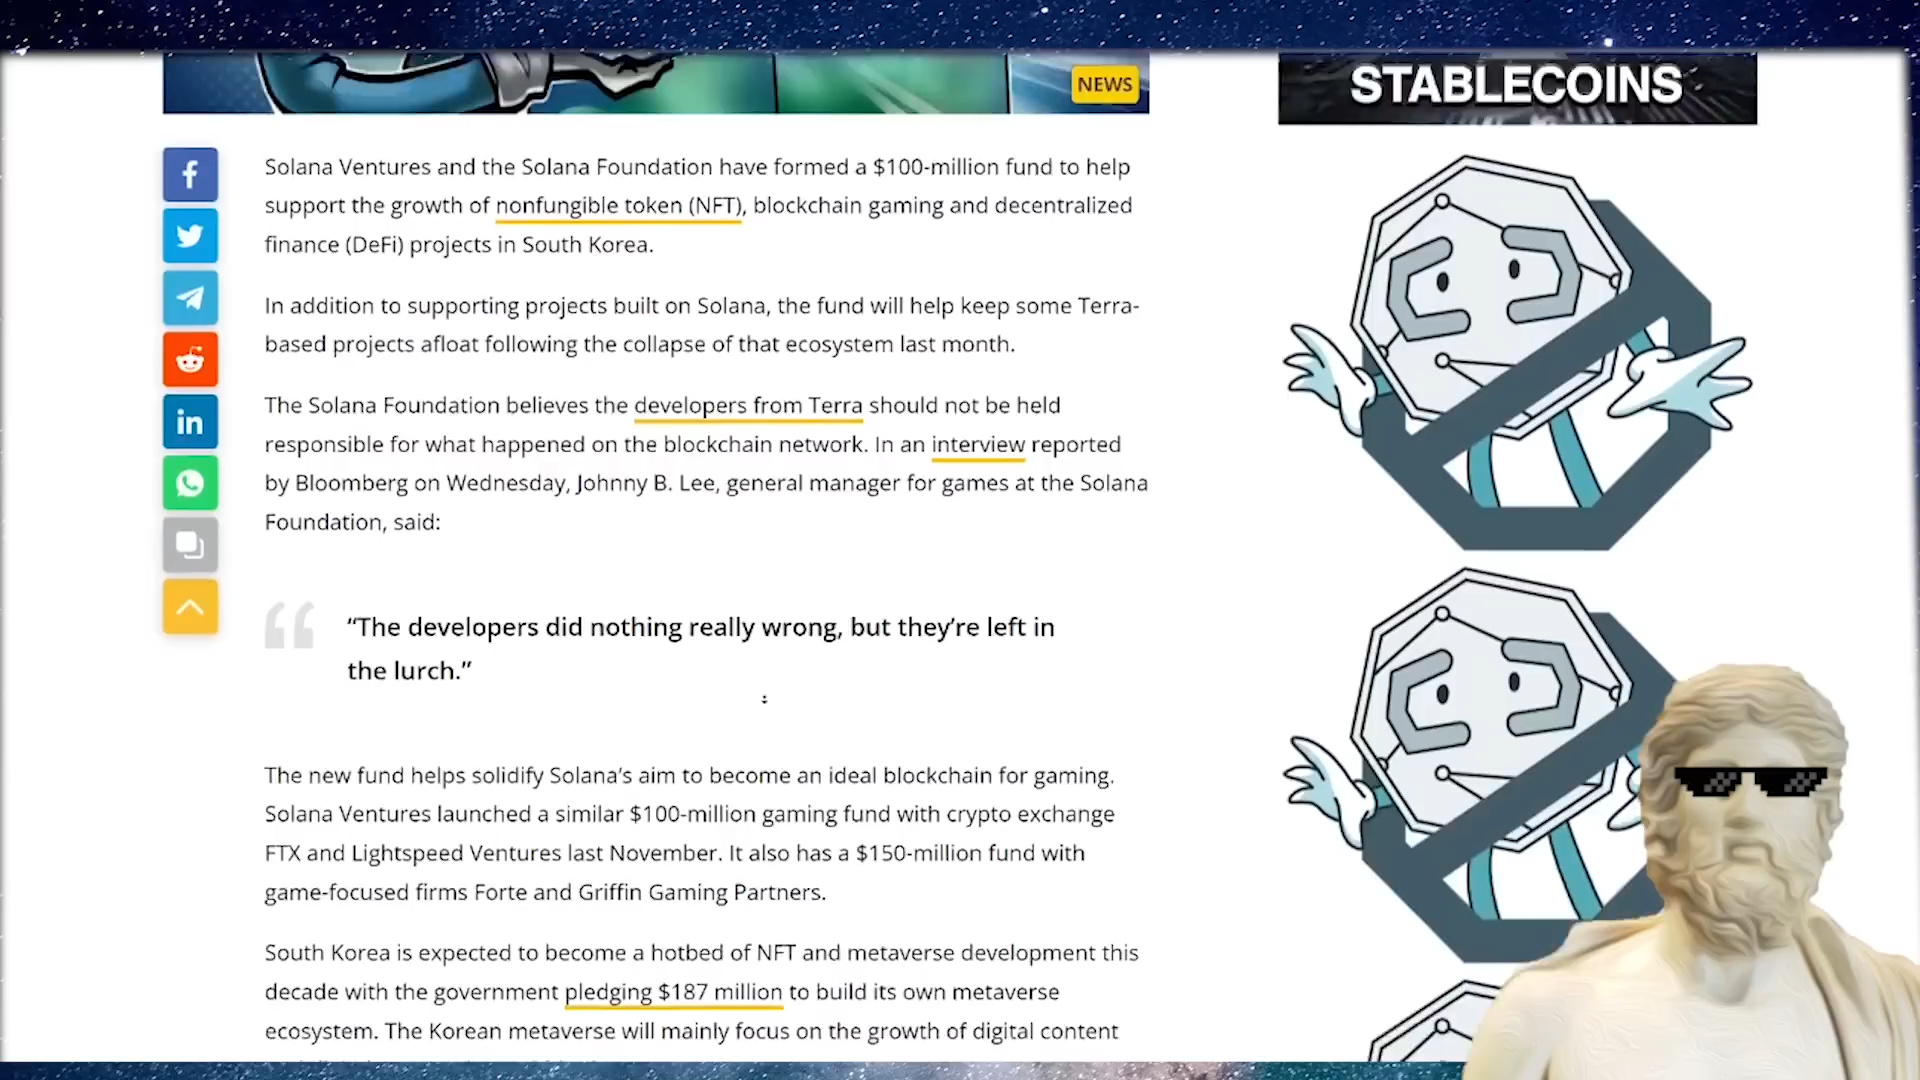 NEWS
STABLECOINS
Solana Ventures and the Solana Foundation have formed a $100-million fund to help
support the growth of nonfungible token (NFT), blockchain gaming and decentralized
finance (DeFi) projects in South Korea.
In addition to supporting projects built on Solana, the fund will help keep some Terra-
based projects afloat following the collapse of that ecosystem last month.
The Solana Foundation believes the developers from Terra should not be held
responsible for what happened on the blockchain network. In an interview reported
by Bloomberg on Wednesday, Johnny B. Lee, general manager for games at the Solana
Foundation, said:
“The developers did nothing really wrong, but they’re left in
the lurch.”
The new fund helps solidify Solana’s aim to become an ideal blockchain for gaming.
Solana Ventures launched a similar $100-million gaming fund with crypto exchange
FTX and Lightspeed Ventures last November. It also has a $150-million fund with
game-focused firms Forte and Griffin Gaming Partners.
South Korea is expected to become a hotbed of NFT and metaverse development this
decade with the government pledging $187 million to build its own metaverse
ecosystem. The Korean metaverse will mainly focus on the growth of digital content